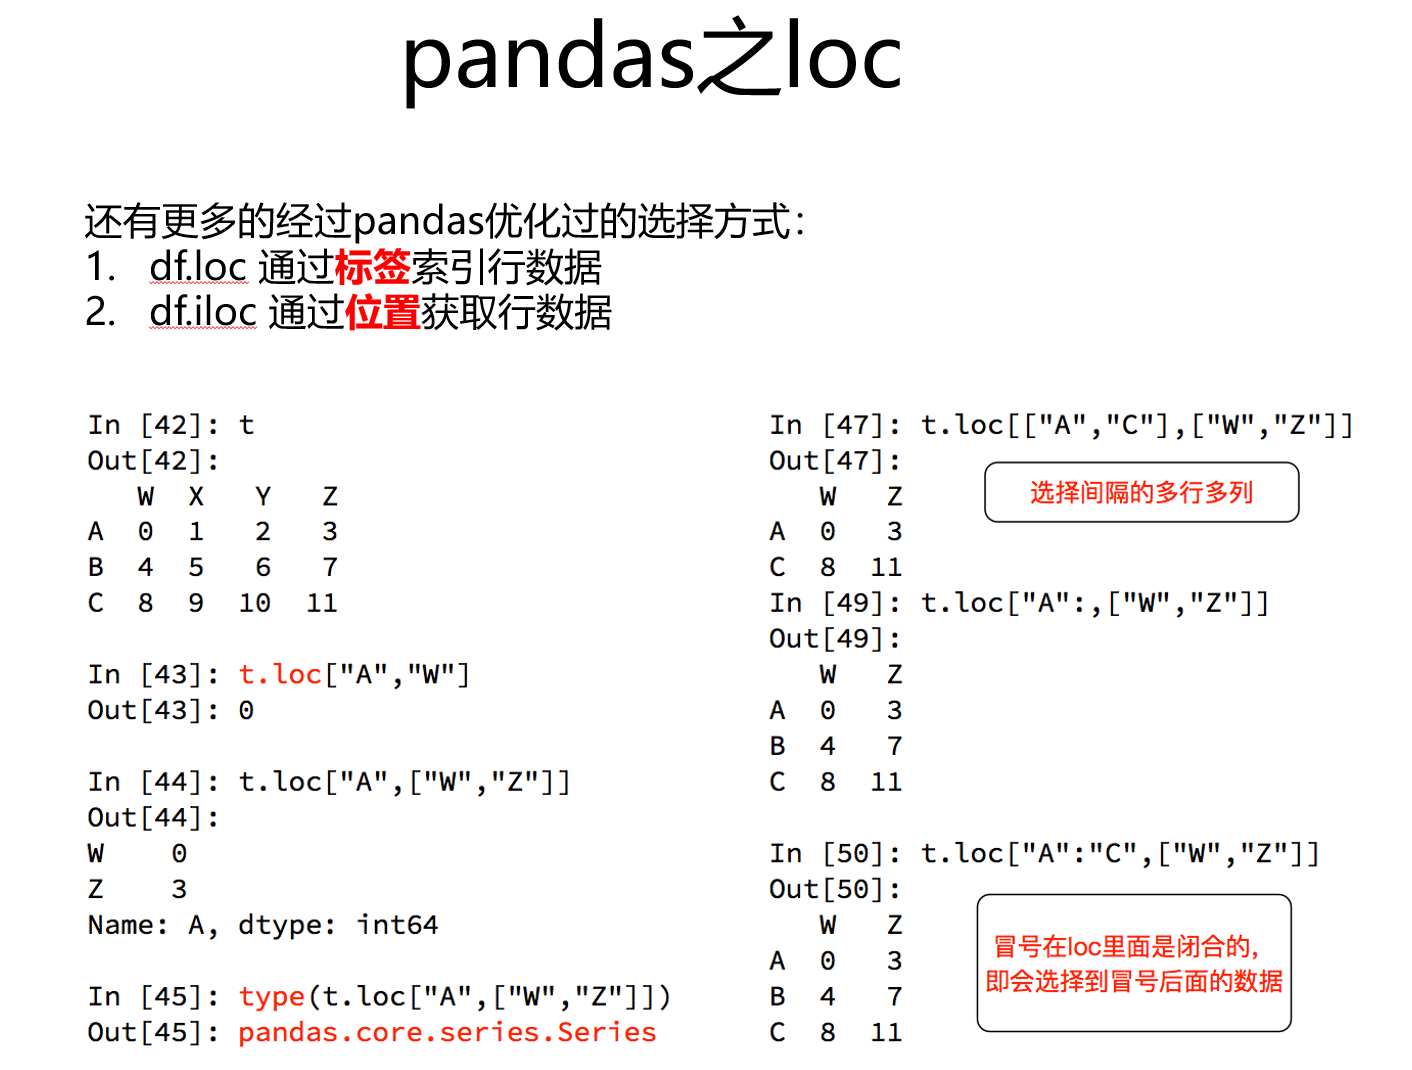 pandas之loc
还有更多的经过pandas优化过的选择方式：
1. df.loc 通过标签索引行数据
2. df.iloc 通过位置获取行数据
In [42]: t
Out[42]:
   W  X   Y   Z
A  0  1   2   3
B  4  5   6   7
C  8  9  10  11
In [43]: t.loc["A","W"]
Out[43]: 0
In [44]: t.loc["A",["W","Z"]]
Out[44]:
W    0
Z    3
Name: A, dtype: int64
In [45]: type(t.loc["A",["W","Z"]])
Out[45]: pandas.core.series.Series
In [47]: t.loc[["A","C"],["W","Z"]]
Out[47]:
选择间隔的多行多列
   W   Z
A  0   3
C  8  11
In [49]: t.loc["A":,["W","Z"]]
Out[49]:
   W   Z
A  0   3
B  4   7
C  8  11
In [50]: t.loc["A":"C",["W","Z"]]
Out[50]:
   W   Z
A  0   3
B  4   7
C  8  11
冒号在loc里面是闭合的,
即会选择到冒号后面的数据